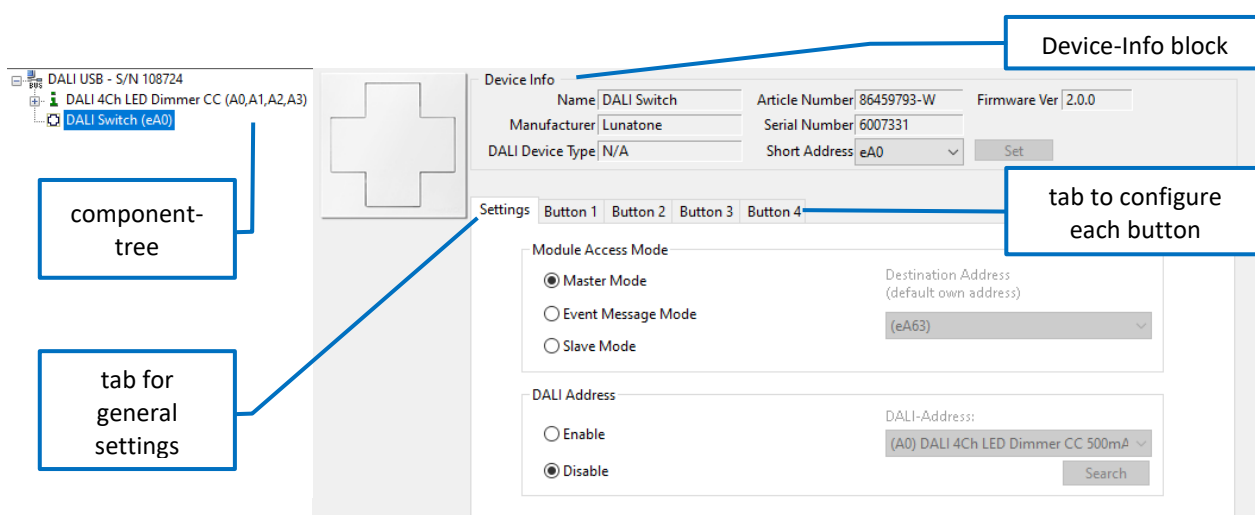 Device-Info block
DALI USB - S/N 108724
DALI 4Ch LED Dimmer CC (A0,A1,A2,A3)
DALI Switch (eA0)
component-
tree
tab for
general
settings
Device Info
Name DALI Switch Article Number 86459793-W Firmware Ver 2.0.0
Manufacturer Lunatone Serial Number 6007331
DALI Device Type N/A Short Address eA0 Set
tab to configure
each button
Settings Button 1 Button 2 Button 3 Button 4
Module Access Mode
Master Mode
Event Message Mode
Slave Mode
Destination Address
(default own address)
(eA63)
DALI Address
Enable
Disable
DALI-Address:
(A0) DALI 4Ch LED Dimmer CC 500mA
Search